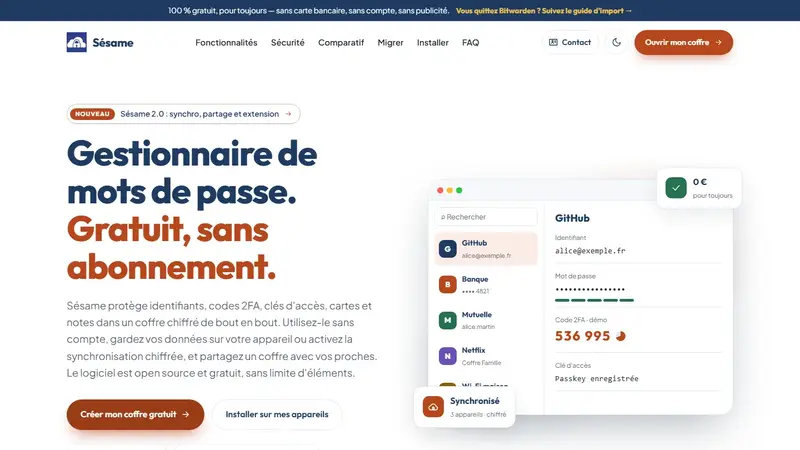 100 % gratuit, pour toujours — sans carte bancaire, sans compte, sans publicité. Vous quittez Bitwarden ? Suivez le guide d'import →
Sésame
Fonctionnalités Sécurité Comparatif Migrer Installer FAQ
Contact
Ouvrir mon coffre →
NOUVEAU Sésame 2.0 : synchro, partage et extension →
Gestionnaire de
mots de passe.
Gratuit, sans
abonnement.
Sésame protège identifiants, codes 2FA, clés d'accès, cartes et
notes dans un coffre chiffré de bout en bout. Utilisez-le sans
compte, gardez vos données sur votre appareil ou activez la
synchronisation chiffrée, et partagez un coffre avec vos proches.
Le logiciel est open source et gratuit, sans limite d'éléments.
Créer mon coffre gratuit →
Installer sur mes appareils
0 €
pour toujours
Rechercher
G
GitHub
alice@exemple.fr
B
Banque
•••• 4821
M
Mutuelle
alice.martin
N
Netflix
Coffre Famille
Wi-Fi maison
Synchronisé
3 appareils · chiffré
GitHub
Identifiant
alice@exemple.fr
Mot de passe
••••••••••••••••
Code 2FA · démo
536 995
Clé d'accès
Passkey enregistrée